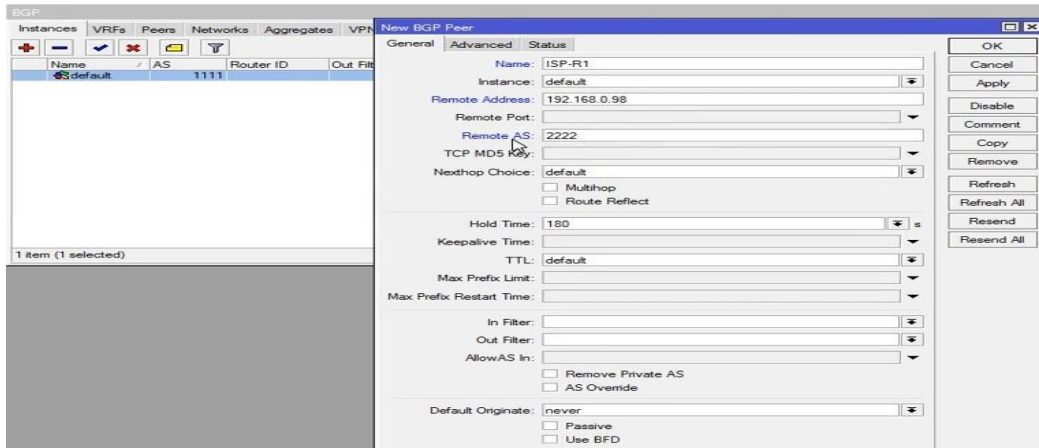 BGP
Instances VRFs Peers Networks Aggregates VPN
Name AS Router ID Out Filt
default 1111
1 item (1 selected)
New BGP Peer
General Advanced Status
Name: ISP-R1
Instance: default
Remote Address: 192.168.0.98
Remote Port:
Remote AS: 2222
TCP MD5 Key:
Nexthop Choice: default
Multihop
Route Reflect
Hold Time: 180 s
Keepalive Time:
TTL: default
Max Prefix Limit:
Max Prefix Restart Time:
In Filter:
Out Filter:
AllowAS In:
Remove Private AS
AS Override
Default Originate: never
Passive
Use BFD
OK
Cancel
Apply
Disable
Comment
Copy
Remove
Refresh
Refresh All
Resend
Resend All